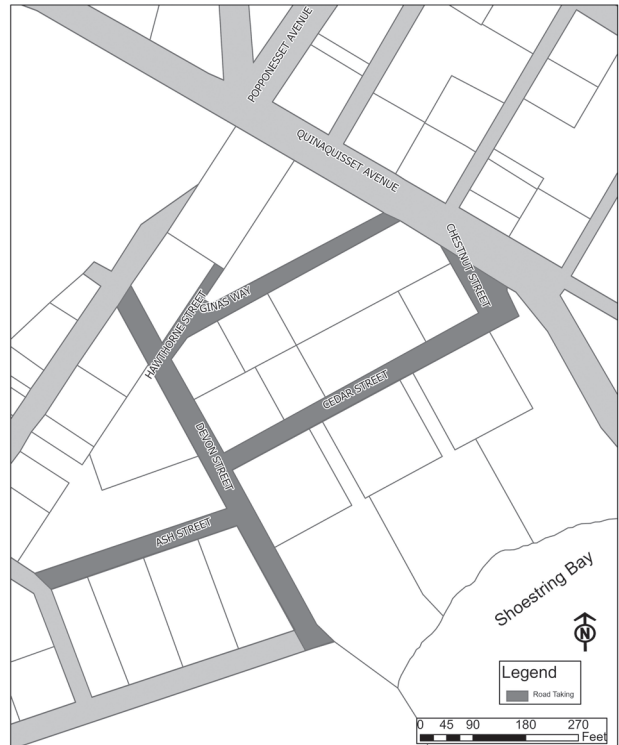 POPPONESSET AVENUE
QUINAQUISSET AVENUE
CHESTNUT STREET
GINAS WAY
HAWTHORNE STREET
CEDAR STREET
DEVON STREET
ASH STREET
Shoestring Bay
N
Legend
Road Taking
0 45 90 180 270
Feet